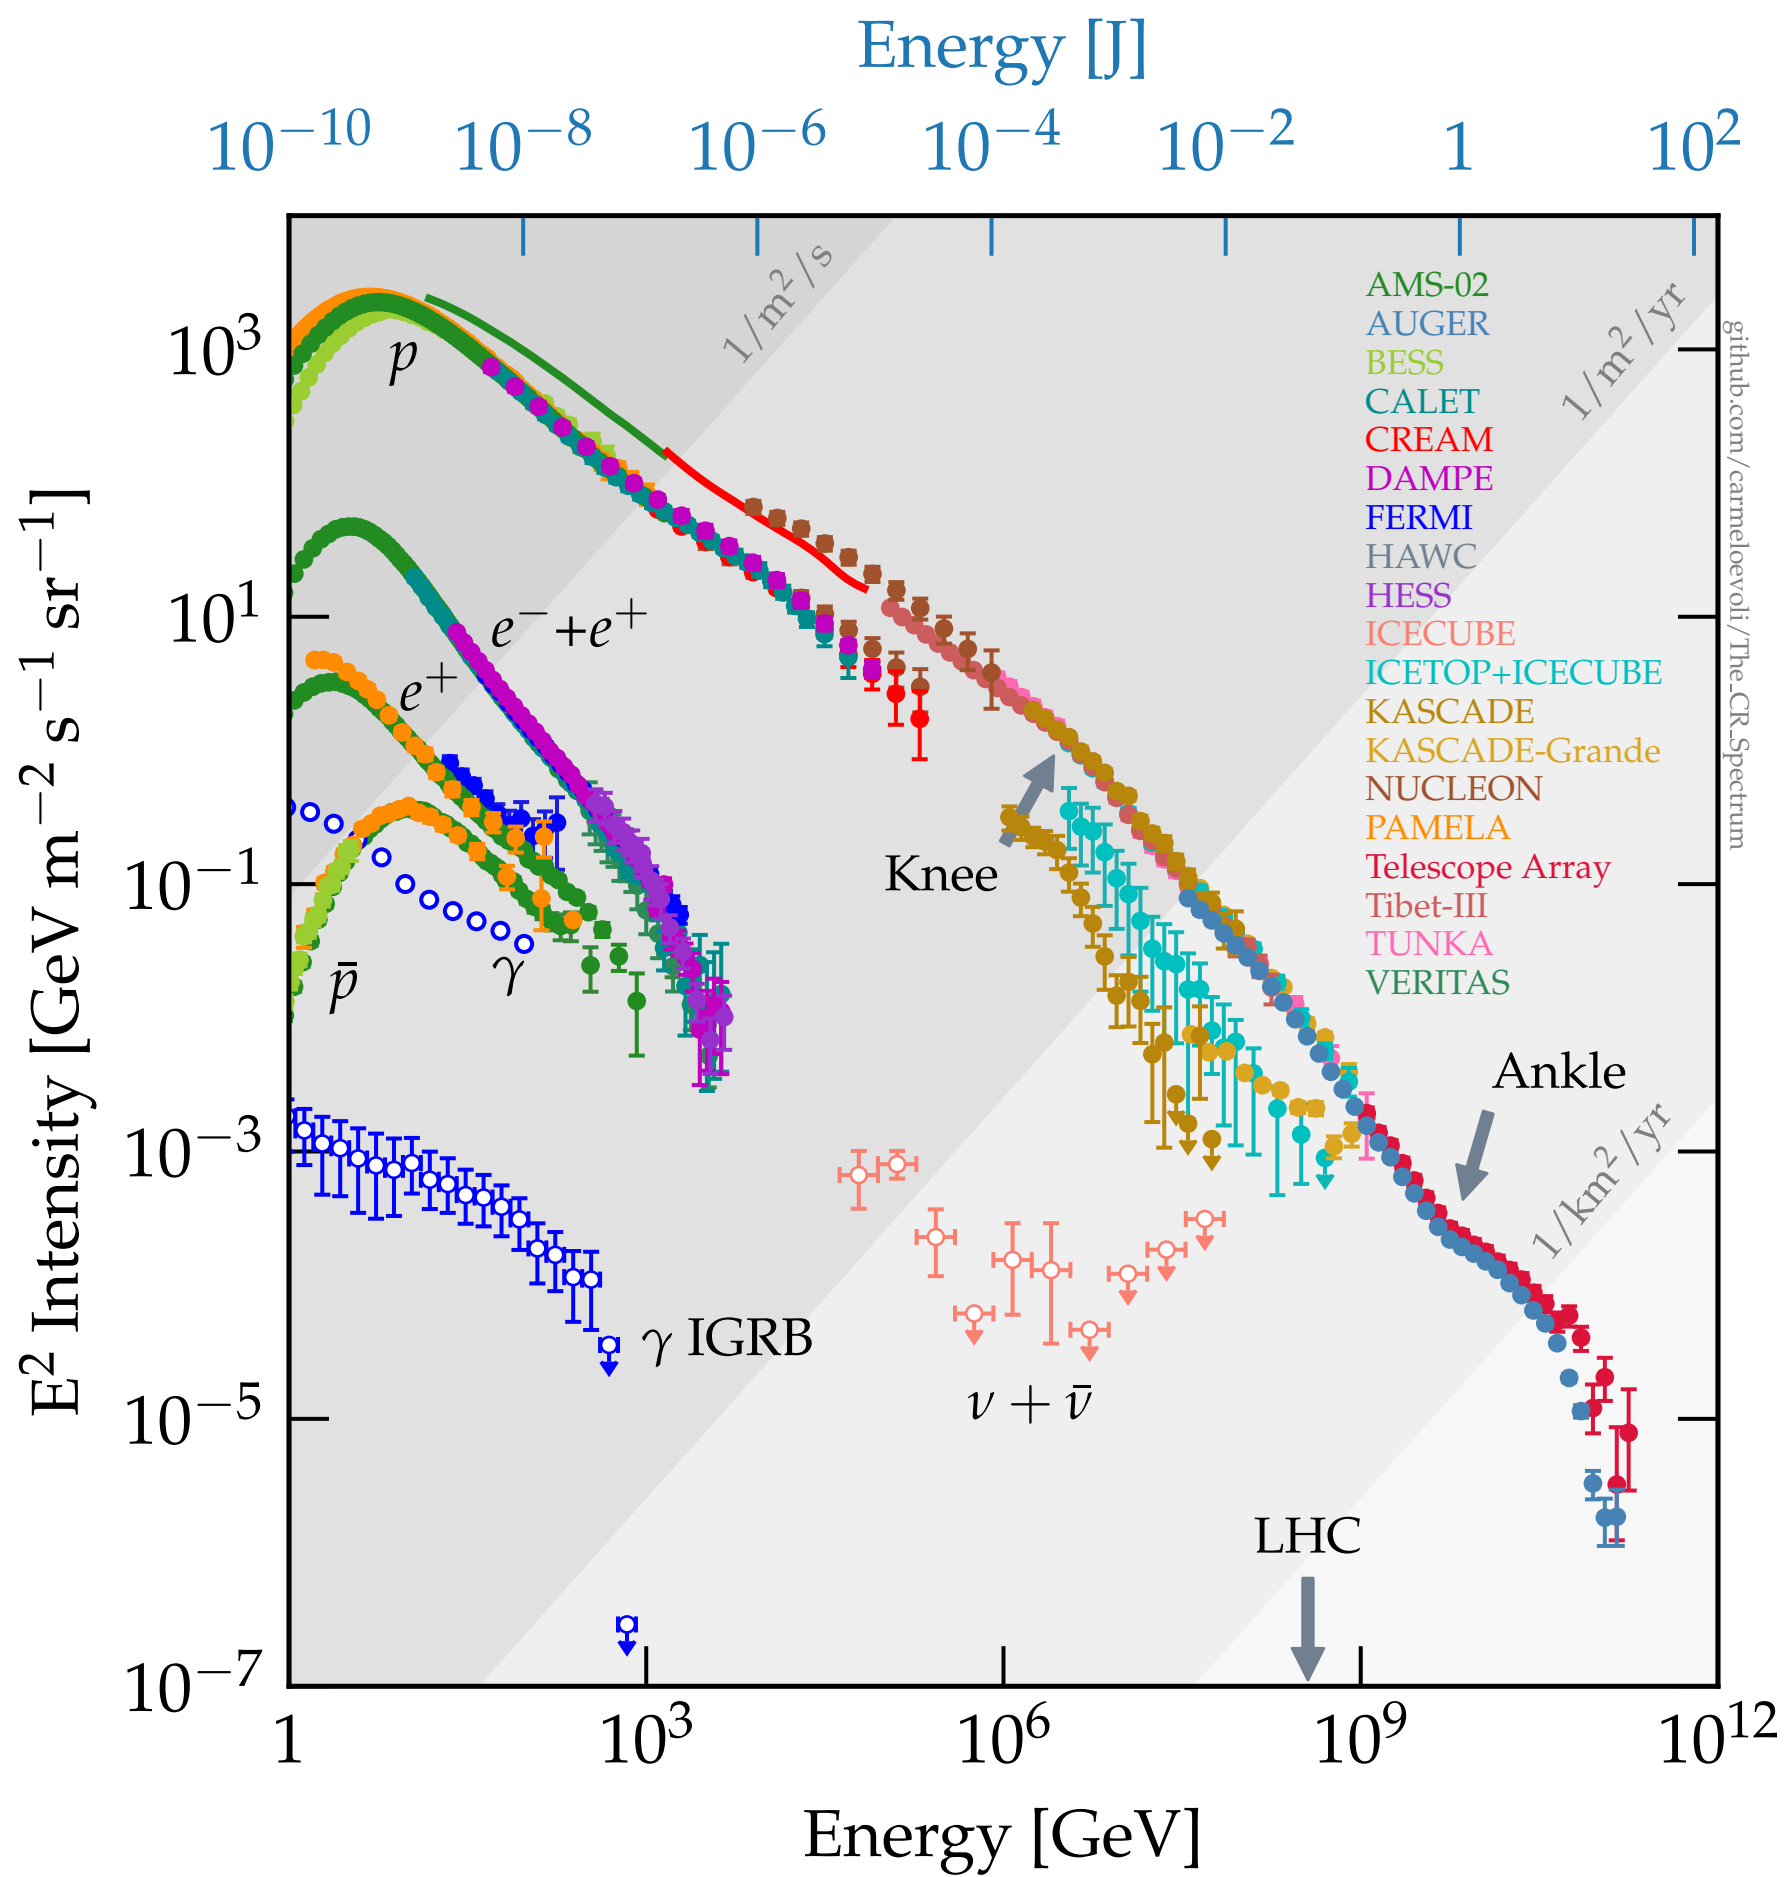 Energy [J]
10⁻¹⁰ 10⁻⁸ 10⁻⁶ 10⁻⁴ 10⁻² 1 10²
E² Intensity [GeV m⁻² s⁻¹ sr⁻¹]
10³
10¹
10⁻¹
10⁻³
10⁻⁵
10⁻⁷
1/m²/s
1/m²/yr
1/km²/yr
p
e⁻+e⁺
e⁺
p̄
γ
γ IGRB
ν + ν̄
Knee
Ankle
LHC
AMS-02
AUGER
BESS
CALET
CREAM
DAMPE
FERMI
HAWC
HESS
ICECUBE
ICETOP+ICECUBE
KASCADE
KASCADE-Grande
NUCLEON
PAMELA
Telescope Array
Tibet-III
TUNKA
VERITAS
github.com/carmeloevoli/The_CR_Spectrum
1 10³ 10⁶ 10⁹ 10¹²
Energy [GeV]